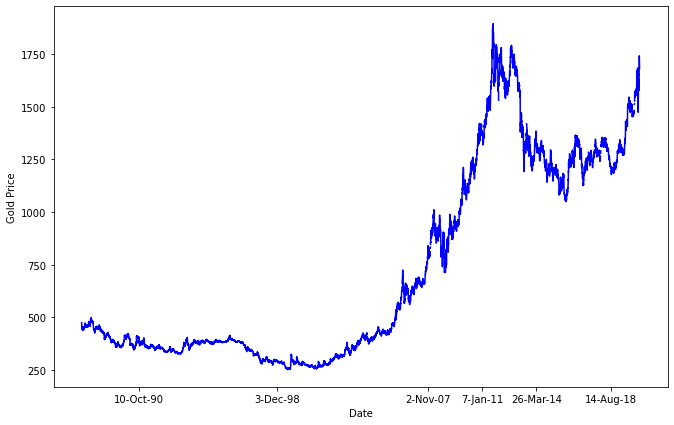 1750
1500
1250
1000
750
500
250
Gold Price
10-Oct-90
3-Dec-98
2-Nov-07
7-Jan-11
26-Mar-14
14-Aug-18
Date